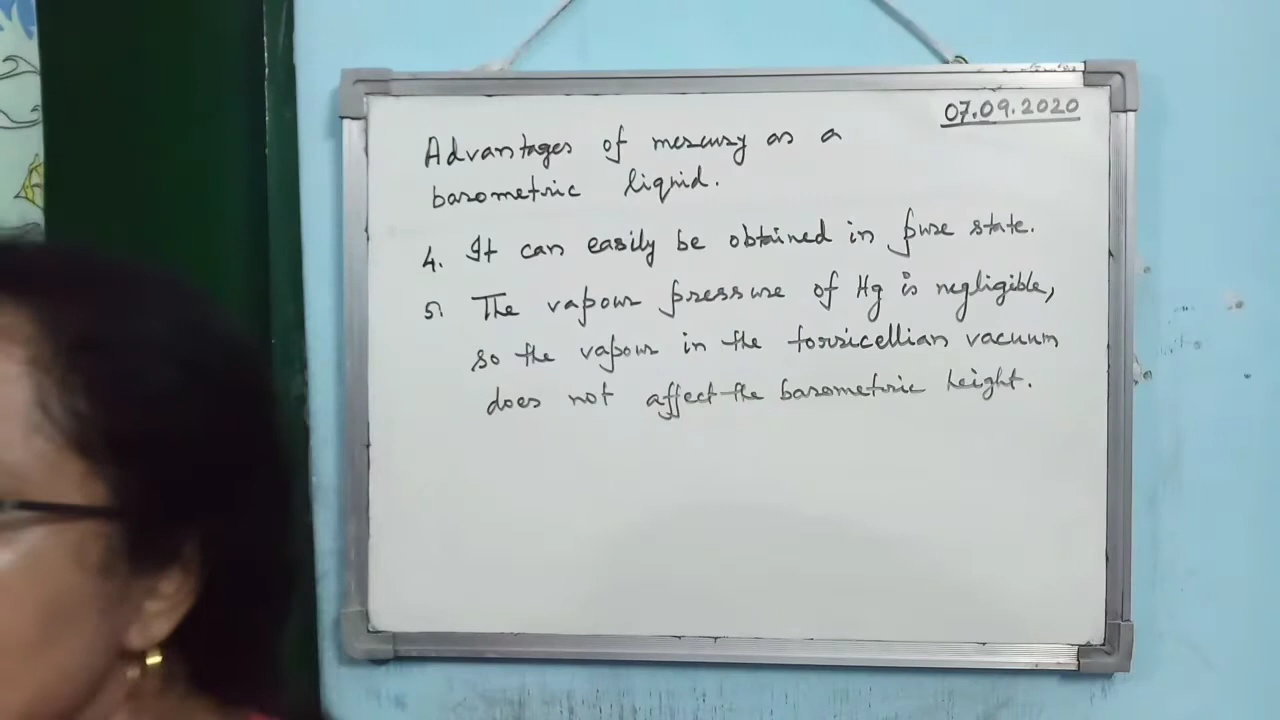 07.09.2020
Advantages of mercury as a
barometric liquid.
4. It can easily be obtained in pure state.
5. The vapour pressure of Hg is negligible,
so the vapour in the torricellian vacuum
does not affect the barometric height.